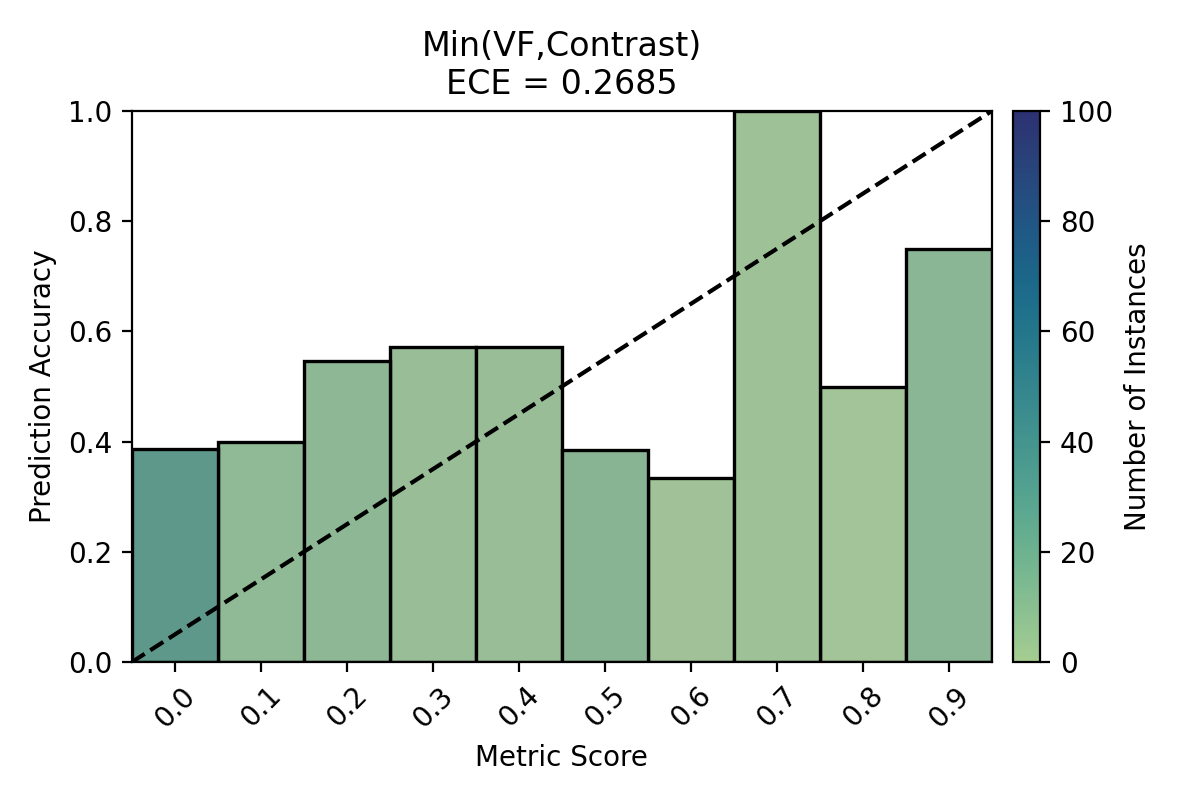 Min(VF,Contrast)
ECE = 0.2685
Prediction Accuracy
1.0
0.8
0.6
0.4
0.2
0.0
0.0 0.1 0.2 0.3 0.4 0.5 0.6 0.7 0.8 0.9
Metric Score
100
80
60
40
20
0
Number of Instances